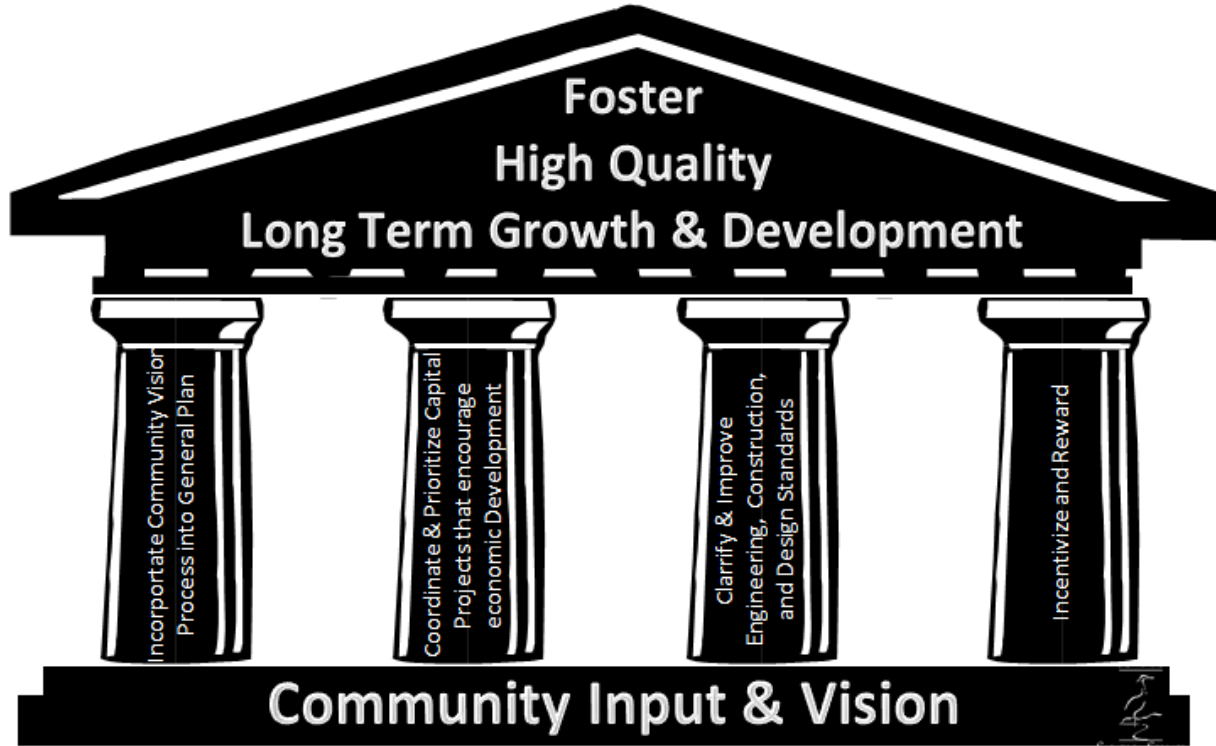 Foster
High Quality
Long Term Growth & Development
Incorportate Community Vision
Process into General Plan
Coordinate & Prioritize Capital
Projects that encourage
economic Development
Clarrify & Improve
Engineering, Construction,
and Design Standards
Incentivize and Reward
Community Input & Vision